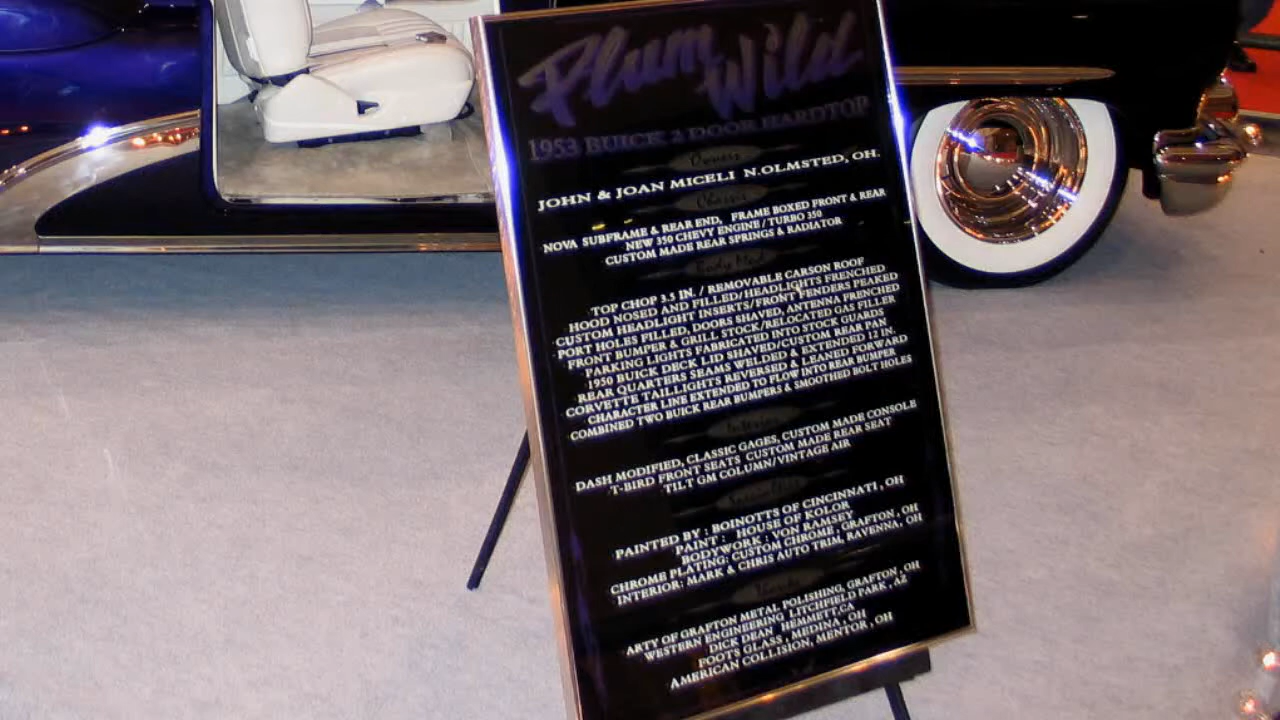 Plum Wild
1953 BUICK 2 DOOR HARDTOP
Owners
JOHN & JOAN MICELI N.OLMSTED, OH.
Chassis
NOVA SUBFRAME & REAR END, FRAME BOXED FRONT & REAR
NEW 350 CHEVY ENGINE / TURBO 350
CUSTOM MADE REAR SPRINGS & RADIATOR
Body Mod
TOP CHOP 3.5 IN. / REMOVABLE CARSON ROOF
HOOD NOSED AND FILLED/HEADLIGHTS FRENCHED
CUSTOM HEADLIGHT INSERTS/FRONT FENDERS PEAKED
PORT HOLES FILLED, DOORS SHAVED, ANTENNA FRENCHED
FRONT BUMPER & GRILL STOCK/RELOCATED GAS FILLER
PARKING LIGHTS FABRICATED INTO STOCK GUARDS
1950 BUICK DECK LID SHAVED/CUSTOM REAR PAN
REAR QUARTERS SEAMS WELDED & EXTENDED 12 IN.
CORVETTE TAILLIGHTS REVERSED & LEANED FORWARD
CHARACTER LINE EXTENDED TO FLOW INTO REAR BUMPER
COMBINED TWO BUICK REAR BUMPERS & SMOOTHED BOLT HOLES
Interior
DASH MODIFIED, CLASSIC GAGES, CUSTOM MADE CONSOLE
T-BIRD FRONT SEATS CUSTOM MADE REAR SEAT
TILT GM COLUMN/VINTAGE AIR
PAINTED BY : BOINOTTS OF CINCINNATI , OH
PAINT : HOUSE OF KOLOR
BODYWORK : VON RAMSEY
CHROME PLATING: CUSTOM CHROME , GRAFTON , OH
INTERIOR: MARK & CHRIS AUTO TRIM, RAVENNA, OH
ARTY OF GRAFTON METAL POLISHING, GRAFTON , OH
WESTERN ENGINEERING LITCHFIELD PARK , AZ
DICK DEAN HEMMETT,CA
FOOTS GLASS , MEDINA , OH
AMERICAN COLLISION, MENTOR , OH